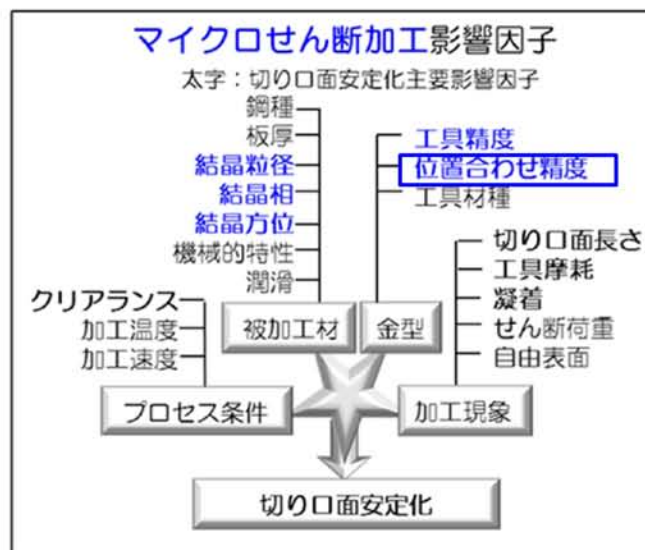 マイクロせん断加工影響因子
太字：切り口面安定化主要影響因子
鋼種
板厚
結晶粒径
結晶相
結晶方位
機械的特性
潤滑
工具精度
位置合わせ精度
工具材種
切り口面長さ
工具摩耗
凝着
せん断荷重
自由表面
クリアランス
加工温度
加工速度
被加工材
金型
プロセス条件
加工現象
切り口面安定化